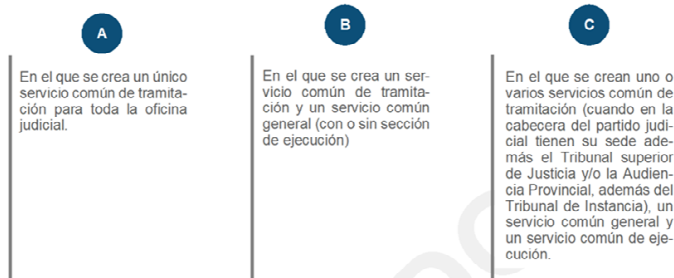 A
En el que se crea un único
servicio común de tramita-
ción para toda la oficina
judicial.
B
En el que se crea un ser-
vicio común de tramita-
ción y un servicio común
general (con o sin sección
de ejecución)
C
En el que se crean uno o
varios servicios común de
tramitación (cuando en la
cabecera del partido judi-
cial tienen su sede ade-
más el Tribunal superior
de Justicia y/o la Audien-
cia Provincial, además del
Tribunal de Instancia), un
servicio común general y
un servicio común de eje-
cución.